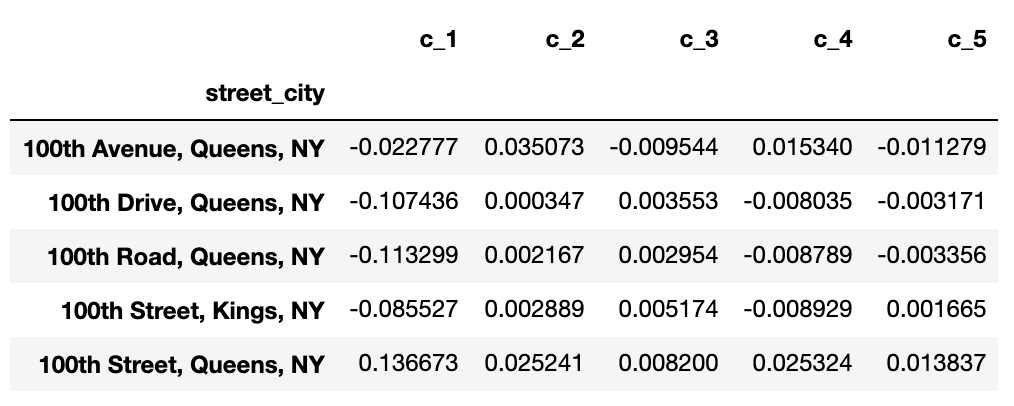 c_1 c_2 c_3 c_4 c_5
street_city
100th Avenue, Queens, NY -0.022777 0.035073 -0.009544 0.015340 -0.011279
100th Drive, Queens, NY -0.107436 0.000347 0.003553 -0.008035 -0.003171
100th Road, Queens, NY -0.113299 0.002167 0.002954 -0.008789 -0.003356
100th Street, Kings, NY -0.085527 0.002889 0.005174 -0.008929 0.001665
100th Street, Queens, NY 0.136673 0.025241 0.008200 0.025324 0.013837